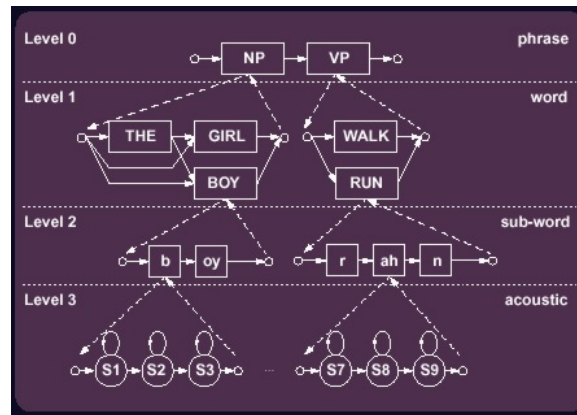 Level 0 NP VP phrase
Level 1 word
THE GIRL WALK
BOY RUN
Level 2 sub-word
b oy r ah n
Level 3 acoustic
S1 S2 S3 ... S7 S8 S9